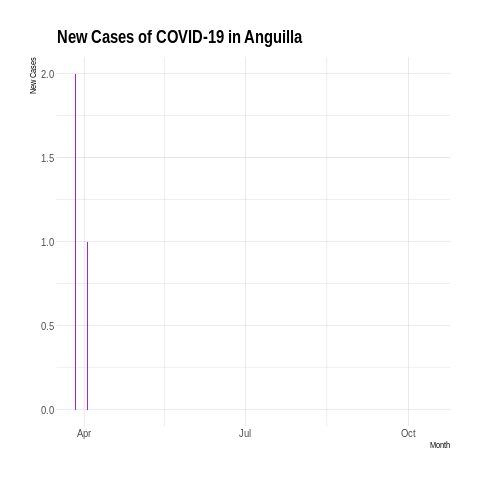 New Cases of COVID-19 in Anguilla
New Cases
2.0
1.5
1.0
0.5
0.0
Apr
Jul
Oct
Month